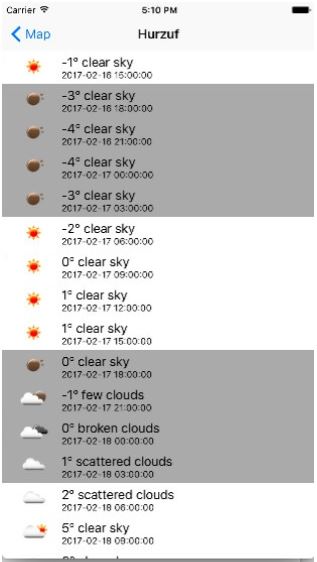 Carrier 5:10 PM
Map Hurzuf
-1° clear sky
2017-02-16 15:00:00
-3° clear sky
2017-02-16 18:00:00
-4° clear sky
2017-02-16 21:00:00
-4° clear sky
2017-02-17 00:00:00
-3° clear sky
2017-02-17 03:00:00
-2° clear sky
2017-02-17 06:00:00
0° clear sky
2017-02-17 09:00:00
1° clear sky
2017-02-17 12:00:00
1° clear sky
2017-02-17 15:00:00
0° clear sky
2017-02-17 18:00:00
-1° few clouds
2017-02-17 21:00:00
0° broken clouds
2017-02-18 00:00:00
1° scattered clouds
2017-02-18 03:00:00
2° scattered clouds
2017-02-18 06:00:00
5° clear sky
2017-02-18 09:00:00